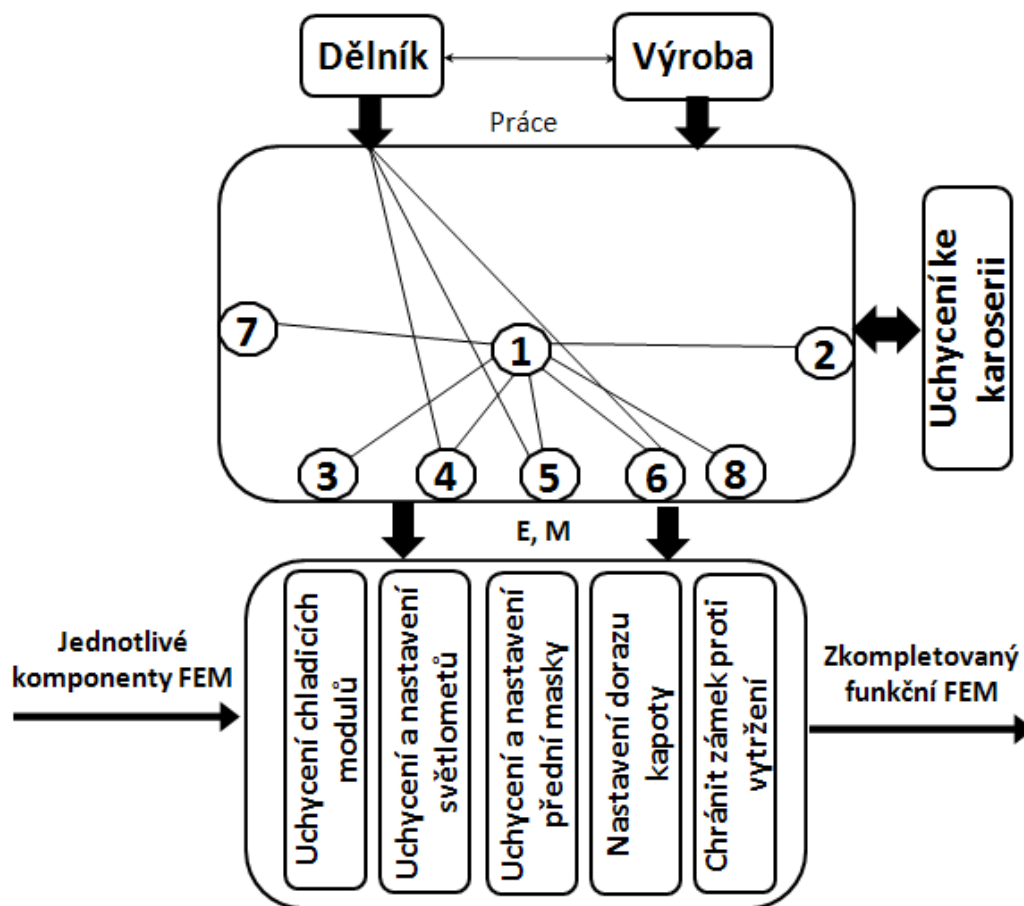 Dělník
Výroba
Práce
7
1
2
3
4
5
6
8
Uchycení ke
karoserii
E, M
Jednotlivé
komponenty FEM
Uchycení chladicích
modulů
Uchycení a nastavení
světlometů
Uchycení a nastavení
přední masky
Nastavení dorazu
kapoty
Chránit zámek proti
vytržení
Zkompletovaný
funkční FEM